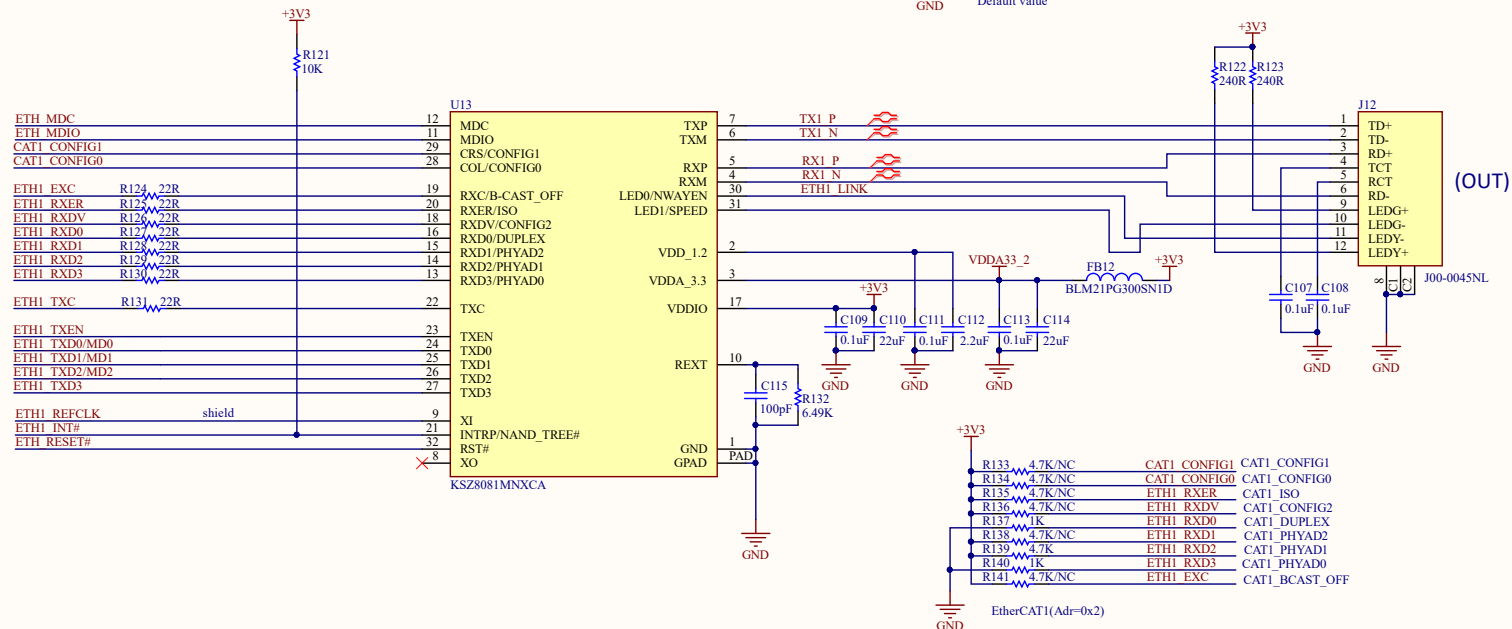 GND Default value
+3V3
R121
10K
+3V3
R122 R123
240R 240R
U13
J12
ETH_MDC 12 MDC TXP 7 TX1_P 1 TD+
ETH_MDIO 11 MDIO TXM 6 TX1_N 2 TD-
CAT1_CONFIG1 29 CRS/CONFIG1 3 RD+
CAT1_CONFIG0 28 COL/CONFIG0 RXP 5 RX1_P 4 TCT
RXM 4 RX1_N 5 RCT
(OUT)
ETH1_EXC R124 22R 19 RXC/B-CAST_OFF LED0/NWAYEN 30 ETH1_LINK 6 RD-
ETH1_RXER R125 22R 20 RXER/ISO LED1/SPEED 31 9 LEDG+
ETH1_RXDV R126 22R 18 RXDV/CONFIG2 10 LEDG-
ETH1_RXD0 R127 22R 16 RXD0/DUPLEX 11 LEDY-
ETH1_RXD1 R128 22R 15 RXD1/PHYAD2 VDD_1.2 2 12 LEDY+
ETH1_RXD2 R129 22R 14 RXD2/PHYAD1
ETH1_RXD3 R130 22R 13 RXD3/PHYAD0 VDDA_3.3 3
VDDA33_2 FB12 +3V3
BLM21PG300SN1D
8 C1 C2 J00-0045NL
ETH1_TXC R131 22R 22 TXC VDDIO 17
+3V3
C109 C110 C111 C112 C113 C114
0.1uF 22uF 0.1uF 2.2uF 0.1uF 22uF
C107 C108
0.1uF 0.1uF
GND GND GND GND GND
ETH1_TXEN 23 TXEN
ETH1_TXD0/MD0 24 TXD0
ETH1_TXD1/MD1 25 TXD1 REXT 10
ETH1_TXD2/MD2 26 TXD2
ETH1_TXD3 27 TXD3
C115
100pF
R132
6.49K
ETH1_REFCLK shield 9 XI
ETH1_INT# 21 INTRP/NAND_TREE#
ETH_RESET# 32 RST# GND 1
8 XO GPAD PAD
KSZ8081MNXCA
GND
+3V3
R133 4.7K/NC CAT1_CONFIG1 CAT1_CONFIG1
R134 4.7K/NC CAT1_CONFIG0 CAT1_CONFIG0
R135 4.7K/NC ETH1_RXER CAT1_ISO
R136 4.7K/NC ETH1_RXDV CAT1_CONFIG2
R137 1K ETH1_RXD0 CAT1_DUPLEX
R138 4.7K/NC ETH1_RXD1 CAT1_PHYAD2
R139 4.7K ETH1_RXD2 CAT1_PHYAD1
R140 1K ETH1_RXD3 CAT1_PHYAD0
R141 4.7K/NC ETH1_EXC CAT1_BCAST_OFF
EtherCAT1(Adr=0x2)
GND